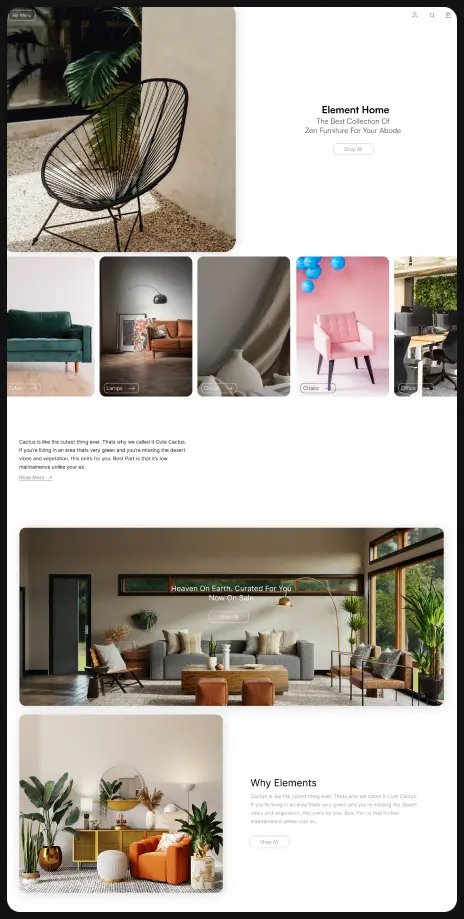 Menu
Element Home
The Best Collection Of
Zen Furniture For Your Abode
Shop All
Lamps
Chairs
Office
Cactus is like the cutest thing ever. Thats why we called it Cute Cactus.
If you're living in an area thats very green and you're missing the desert
vibes and vegetation, this one's for you. Best Part is that it's low
maintainence unlike your ex.
Read More
Heaven On Earth. Curated For You
Now On Sale
Shop All
Why Elements
Cactus is like the cutest thing ever. Thats why we called it Cute Cactus.
If you're living in an area thats very green and you're missing the desert
vibes and vegetation, this one's for you. Best Part is that it's low
maintainence unlike your ex.
Shop All